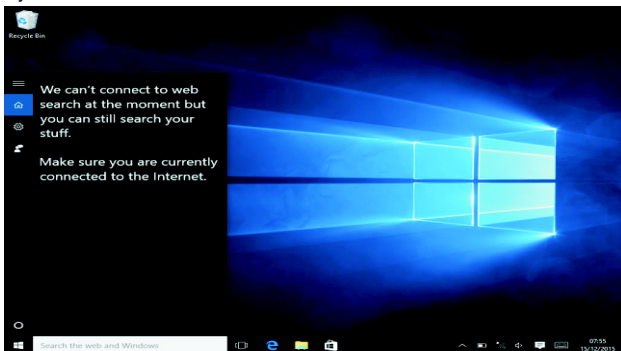 Recycle Bin
We can't connect to web
search at the moment but
you can still search your
stuff.
Make sure you are currently
connected to the Internet.
Search the web and Windows
07:55
15/12/2015